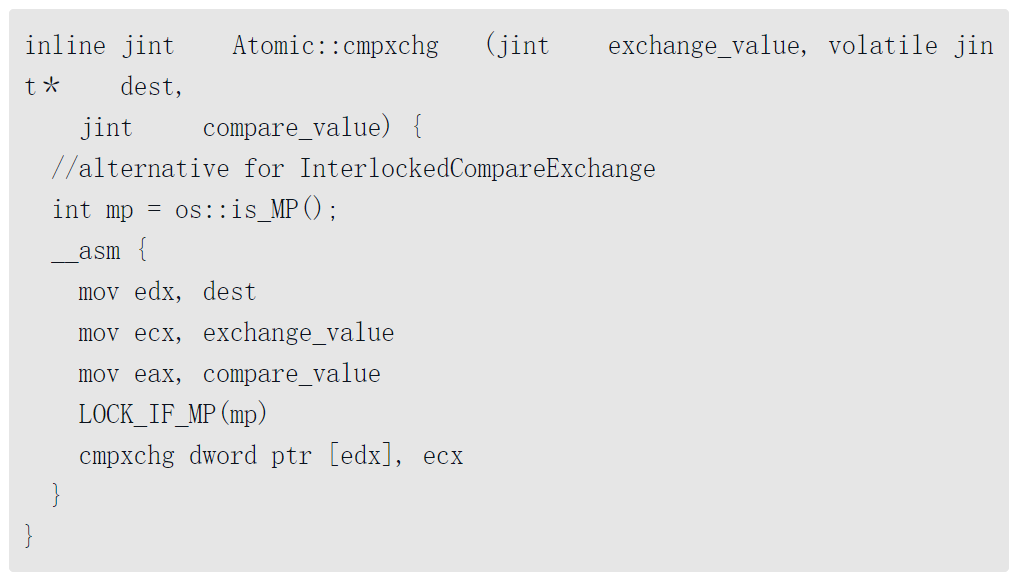 inline jint    Atomic::cmpxchg   (jint    exchange_value, volatile jin
t*    dest,
    jint     compare_value) {
  //alternative for InterlockedCompareExchange
  int mp = os::is_MP();
  __asm {
    mov edx, dest
    mov ecx, exchange_value
    mov eax, compare_value
    LOCK_IF_MP(mp)
    cmpxchg dword ptr [edx], ecx
  }
}